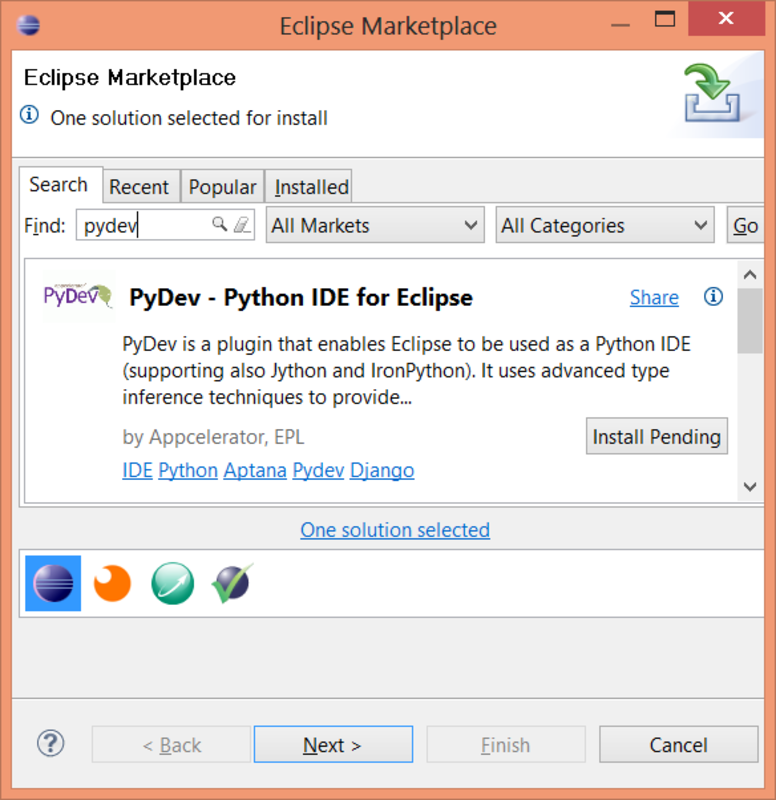 Eclipse Marketplace
Eclipse Marketplace
One solution selected for install
Search Recent Popular Installed
Find: pydev All Markets All Categories Go
PyDev PyDev - Python IDE for Eclipse Share
PyDev is a plugin that enables Eclipse to be used as a Python IDE
(supporting also Jython and IronPython). It uses advanced type
inference techniques to provide...
by Appcelerator, EPL Install Pending
IDE Python Aptana Pydev Django
One solution selected
? < Back Next > Finish Cancel